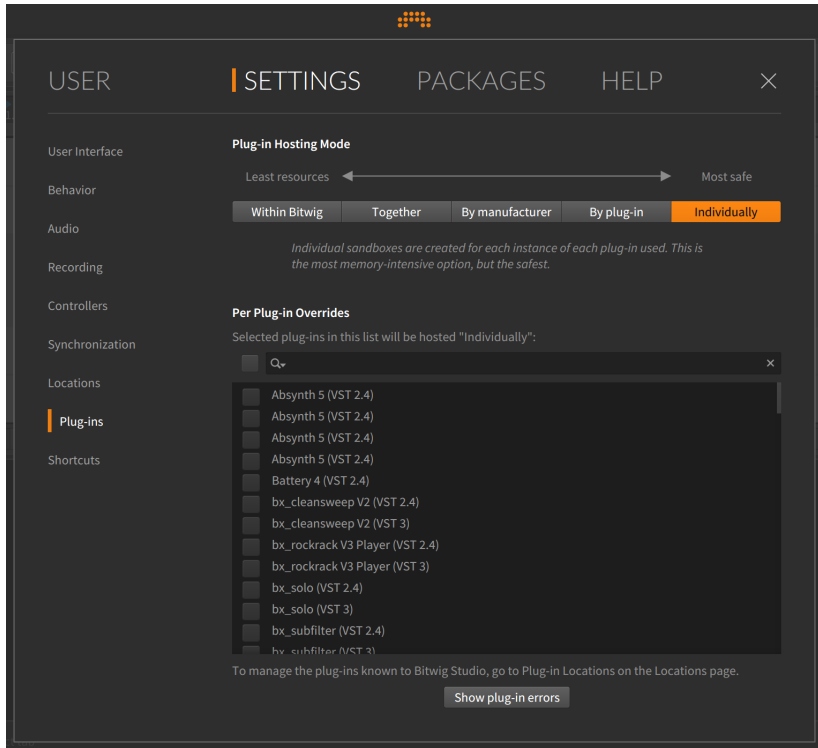 USER
SETTINGS
PACKAGES
HELP
User Interface
Behavior
Audio
Recording
Controllers
Synchronization
Locations
Plug-ins
Shortcuts
Plug-in Hosting Mode
Least resources
Most safe
Within Bitwig
Together
By manufacturer
By plug-in
Individually
Individual sandboxes are created for each instance of each plug-in used. This is
the most memory-intensive option, but the safest.
Per Plug-in Overrides
Selected plug-ins in this list will be hosted "Individually":
Absynth 5 (VST 2.4)
Absynth 5 (VST 2.4)
Absynth 5 (VST 2.4)
Absynth 5 (VST 2.4)
Battery 4 (VST 2.4)
bx_cleansweep V2 (VST 2.4)
bx_cleansweep V2 (VST 3)
bx_rockrack V3 Player (VST 2.4)
bx_rockrack V3 Player (VST 3)
bx_solo (VST 2.4)
bx_solo (VST 3)
bx_subfilter (VST 2.4)
bx_subfilter (VST 3)
To manage the plug-ins known to Bitwig Studio, go to Plug-in Locations on the Locations page.
Show plug-in errors